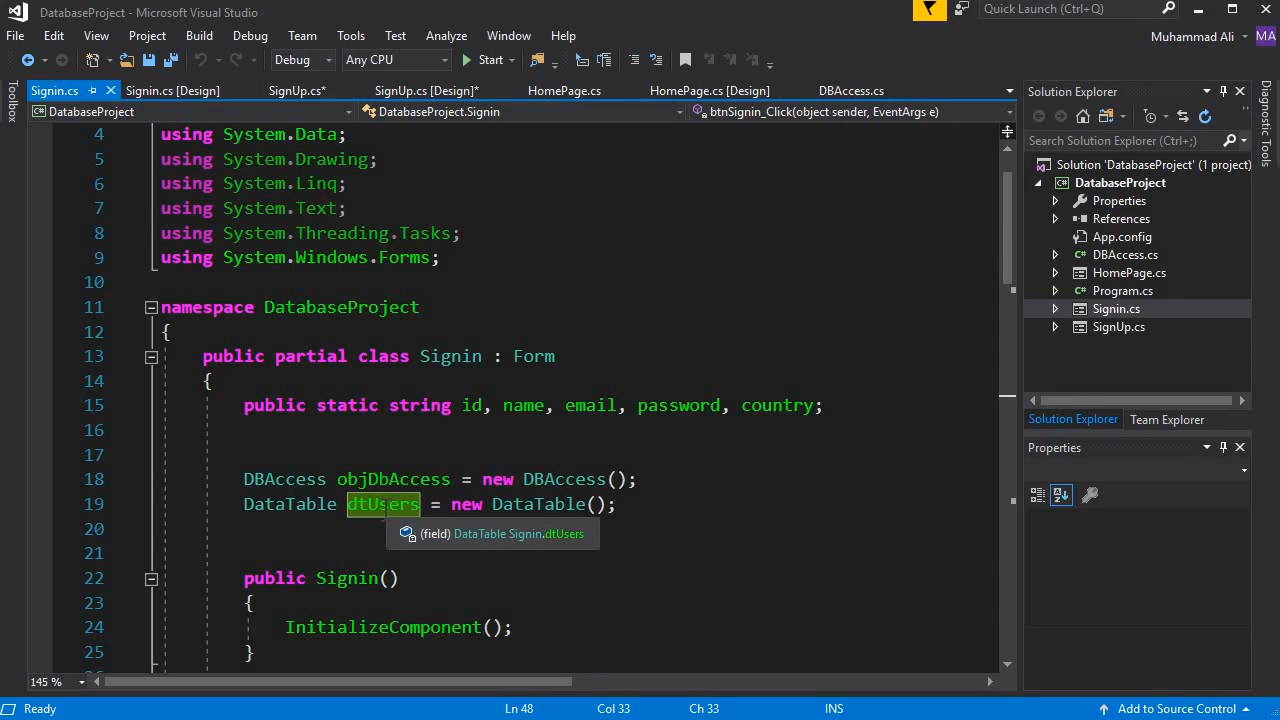 DatabaseProject - Microsoft Visual Studio
Quick Launch (Ctrl+Q)
File Edit View Project Build Debug Team Tools Test Analyze Window Help
Muhammad Ali MA
Debug Any CPU Start
Toolbox
Signin.cs Signin.cs [Design] SignUp.cs* SignUp.cs [Design]* HomePage.cs HomePage.cs [Design] DBAccess.cs
DatabaseProject DatabaseProject.Signin btnSignin_Click(object sender, EventArgs e)
4 using System.Data;
5 using System.Drawing;
6 using System.Linq;
7 using System.Text;
8 using System.Threading.Tasks;
9 using System.Windows.Forms;
10
11 namespace DatabaseProject
12 {
13 public partial class Signin : Form
14 {
15 public static string id, name, email, password, country;
16
17
18 DBAccess objDbAccess = new DBAccess();
19 DataTable dtUsers = new DataTable();
20 (field) DataTable Signin.dtUsers
21
22 public Signin()
23 {
24 InitializeComponent();
25 }
145 %
Solution Explorer
Search Solution Explorer (Ctrl+;)
Solution 'DatabaseProject' (1 project)
DatabaseProject
Properties
References
App.config
DBAccess.cs
HomePage.cs
Program.cs
Signin.cs
SignUp.cs
Solution Explorer Team Explorer
Properties
Diagnostic Tools
Ready Ln 48 Col 33 Ch 33 INS Add to Source Control